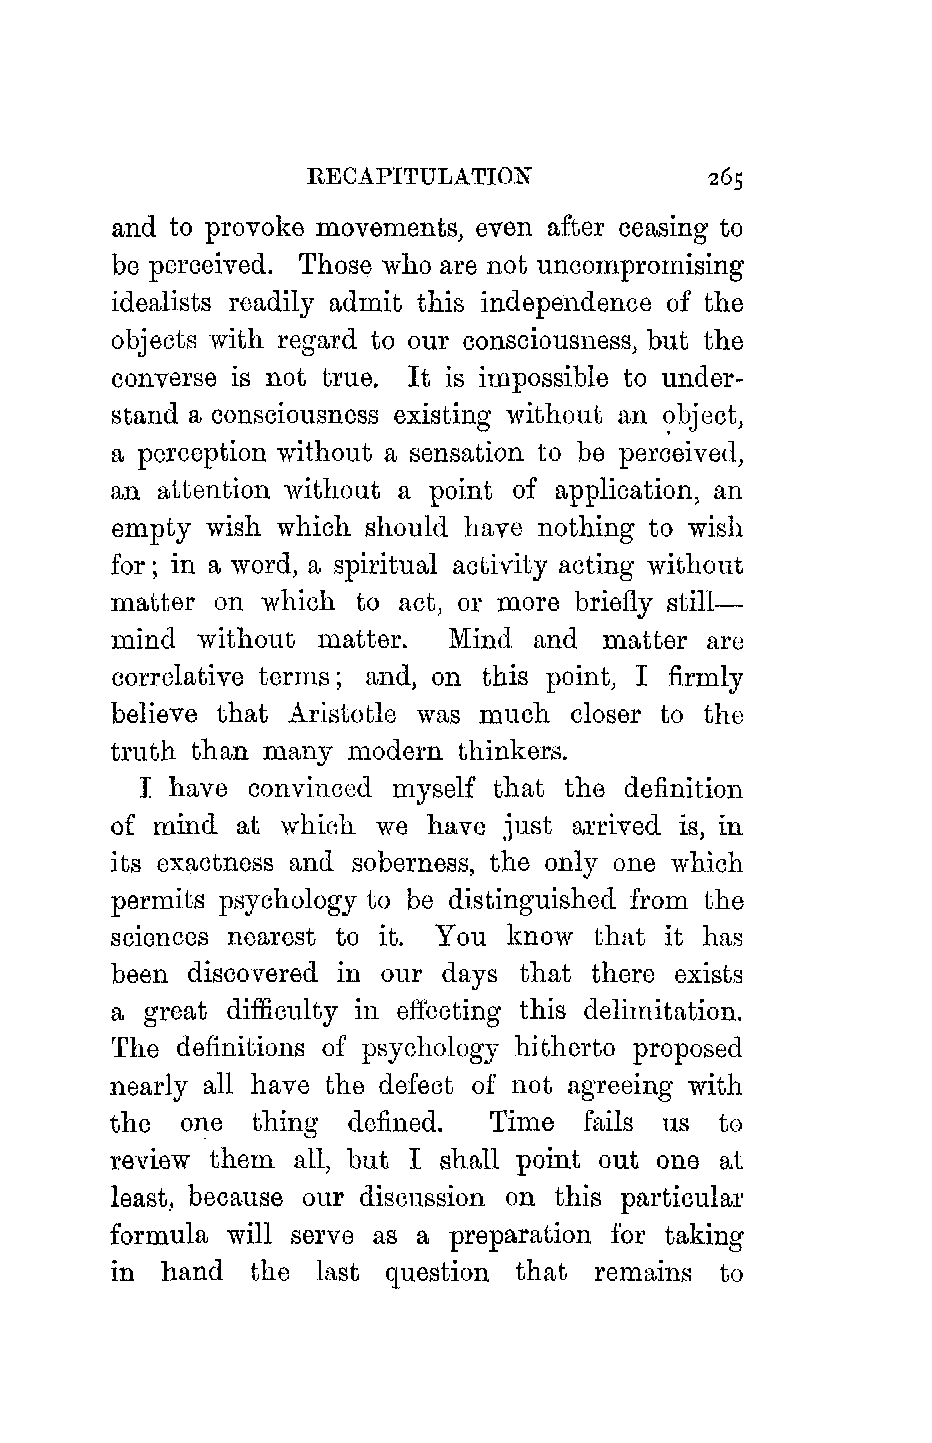 RECAPITULATION 265
and to provoke movements, even after ceasing to
be perceived. Those who are not uncompromising
idealists readily admit this independence of the
objects with regard to our consciousness, but the
converse is not true. It is impossible to under-
stand a consciousness existing without an object,
a perception without a sensation to be perceived,
an attention without a point of application, an
empty wish which should have nothing to wish
for; in a word, a spiritual activity acting without
matter on which to act, or more briefly still—
mind without matter. Mind and matter are
correlative terms; and, on this point, I firmly
believe that Aristotle was much closer to the
truth than many modern thinkers.
I have convinced myself that the definition
of mind at which we have just arrived is, in
its exactness and soberness, the only one which
permits psychology to be distinguished from the
sciences nearest to it. You know that it has
been discovered in our days that there exists
a great difficulty in effecting this delimitation.
The definitions of psychology hitherto proposed
nearly all have the defect of not agreeing with
the one thing defined. Time fails us to
review them all, but I shall point out one at
least, because our discussion on this particular
formula will serve as a preparation for taking
in hand the last question that remains to